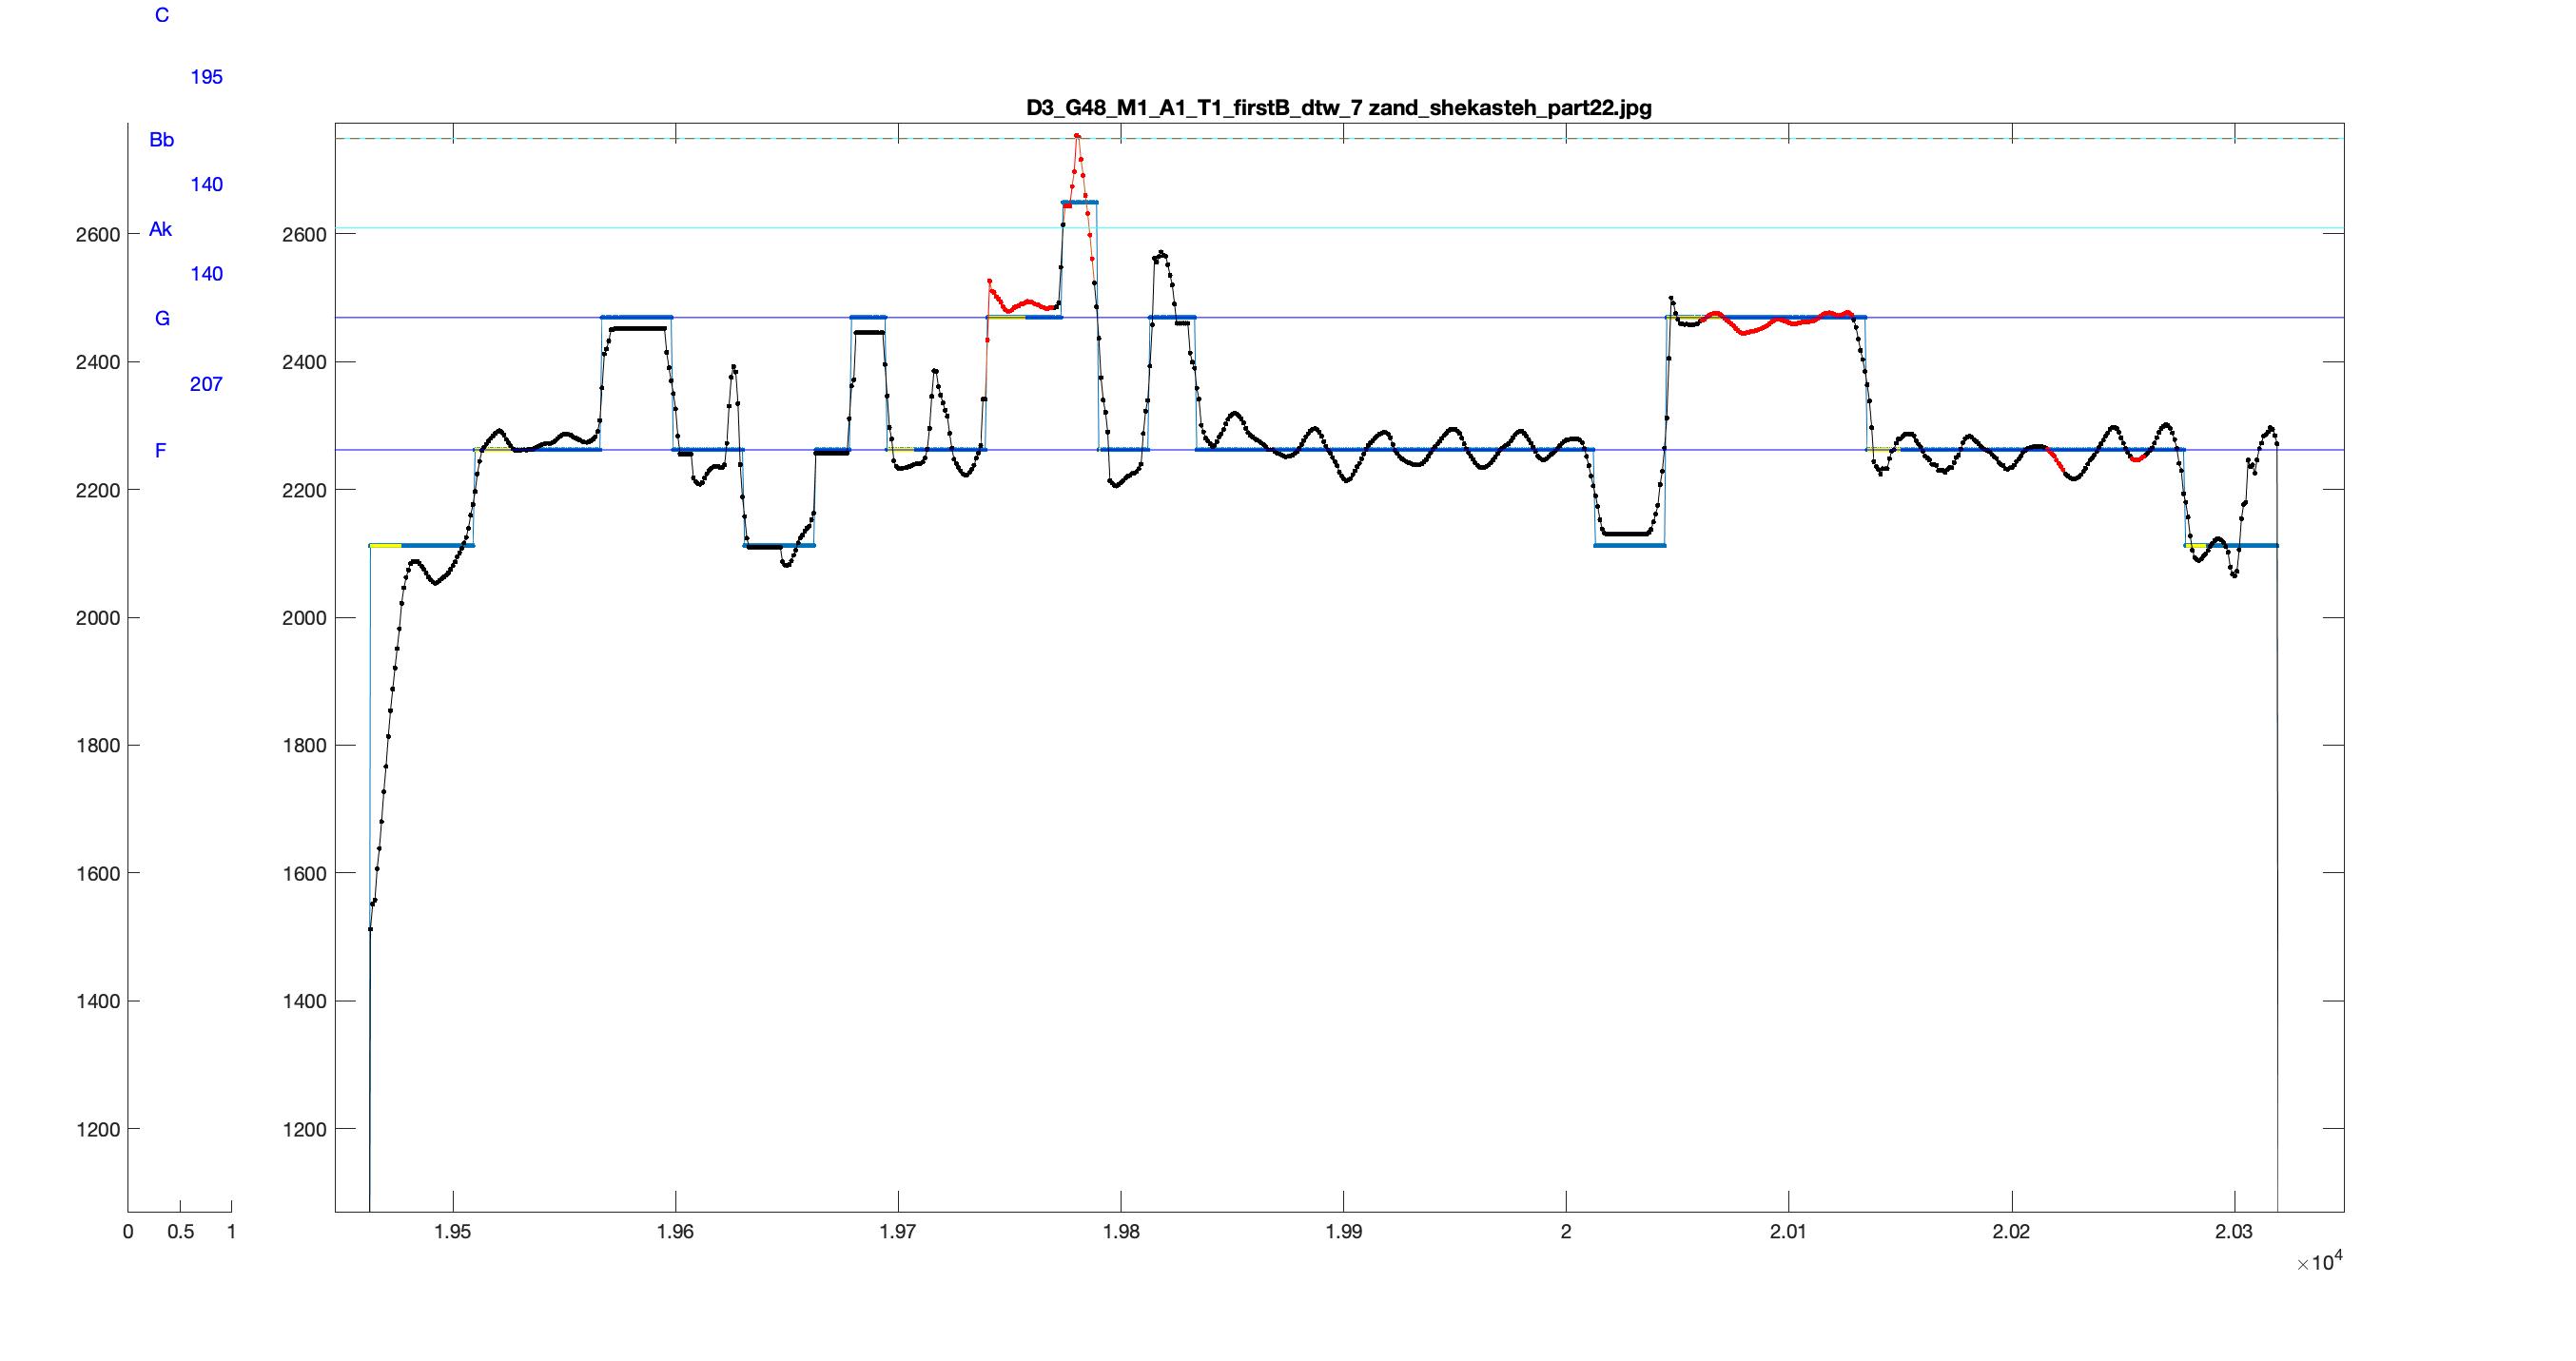 C
195
D3_G48_M1_A1_T1_firstB_dtw_7 zand_shekasteh_part22.jpg
Bb
140
2600 Ak 2600
140
G
2400 2400
207
F
2200 2200
2000 2000
1800 1800
1600 1600
1400 1400
1200 1200
0 0.5 1 1.95 1.96 1.97 1.98 1.99 2 2.01 2.02 2.03
×10⁴